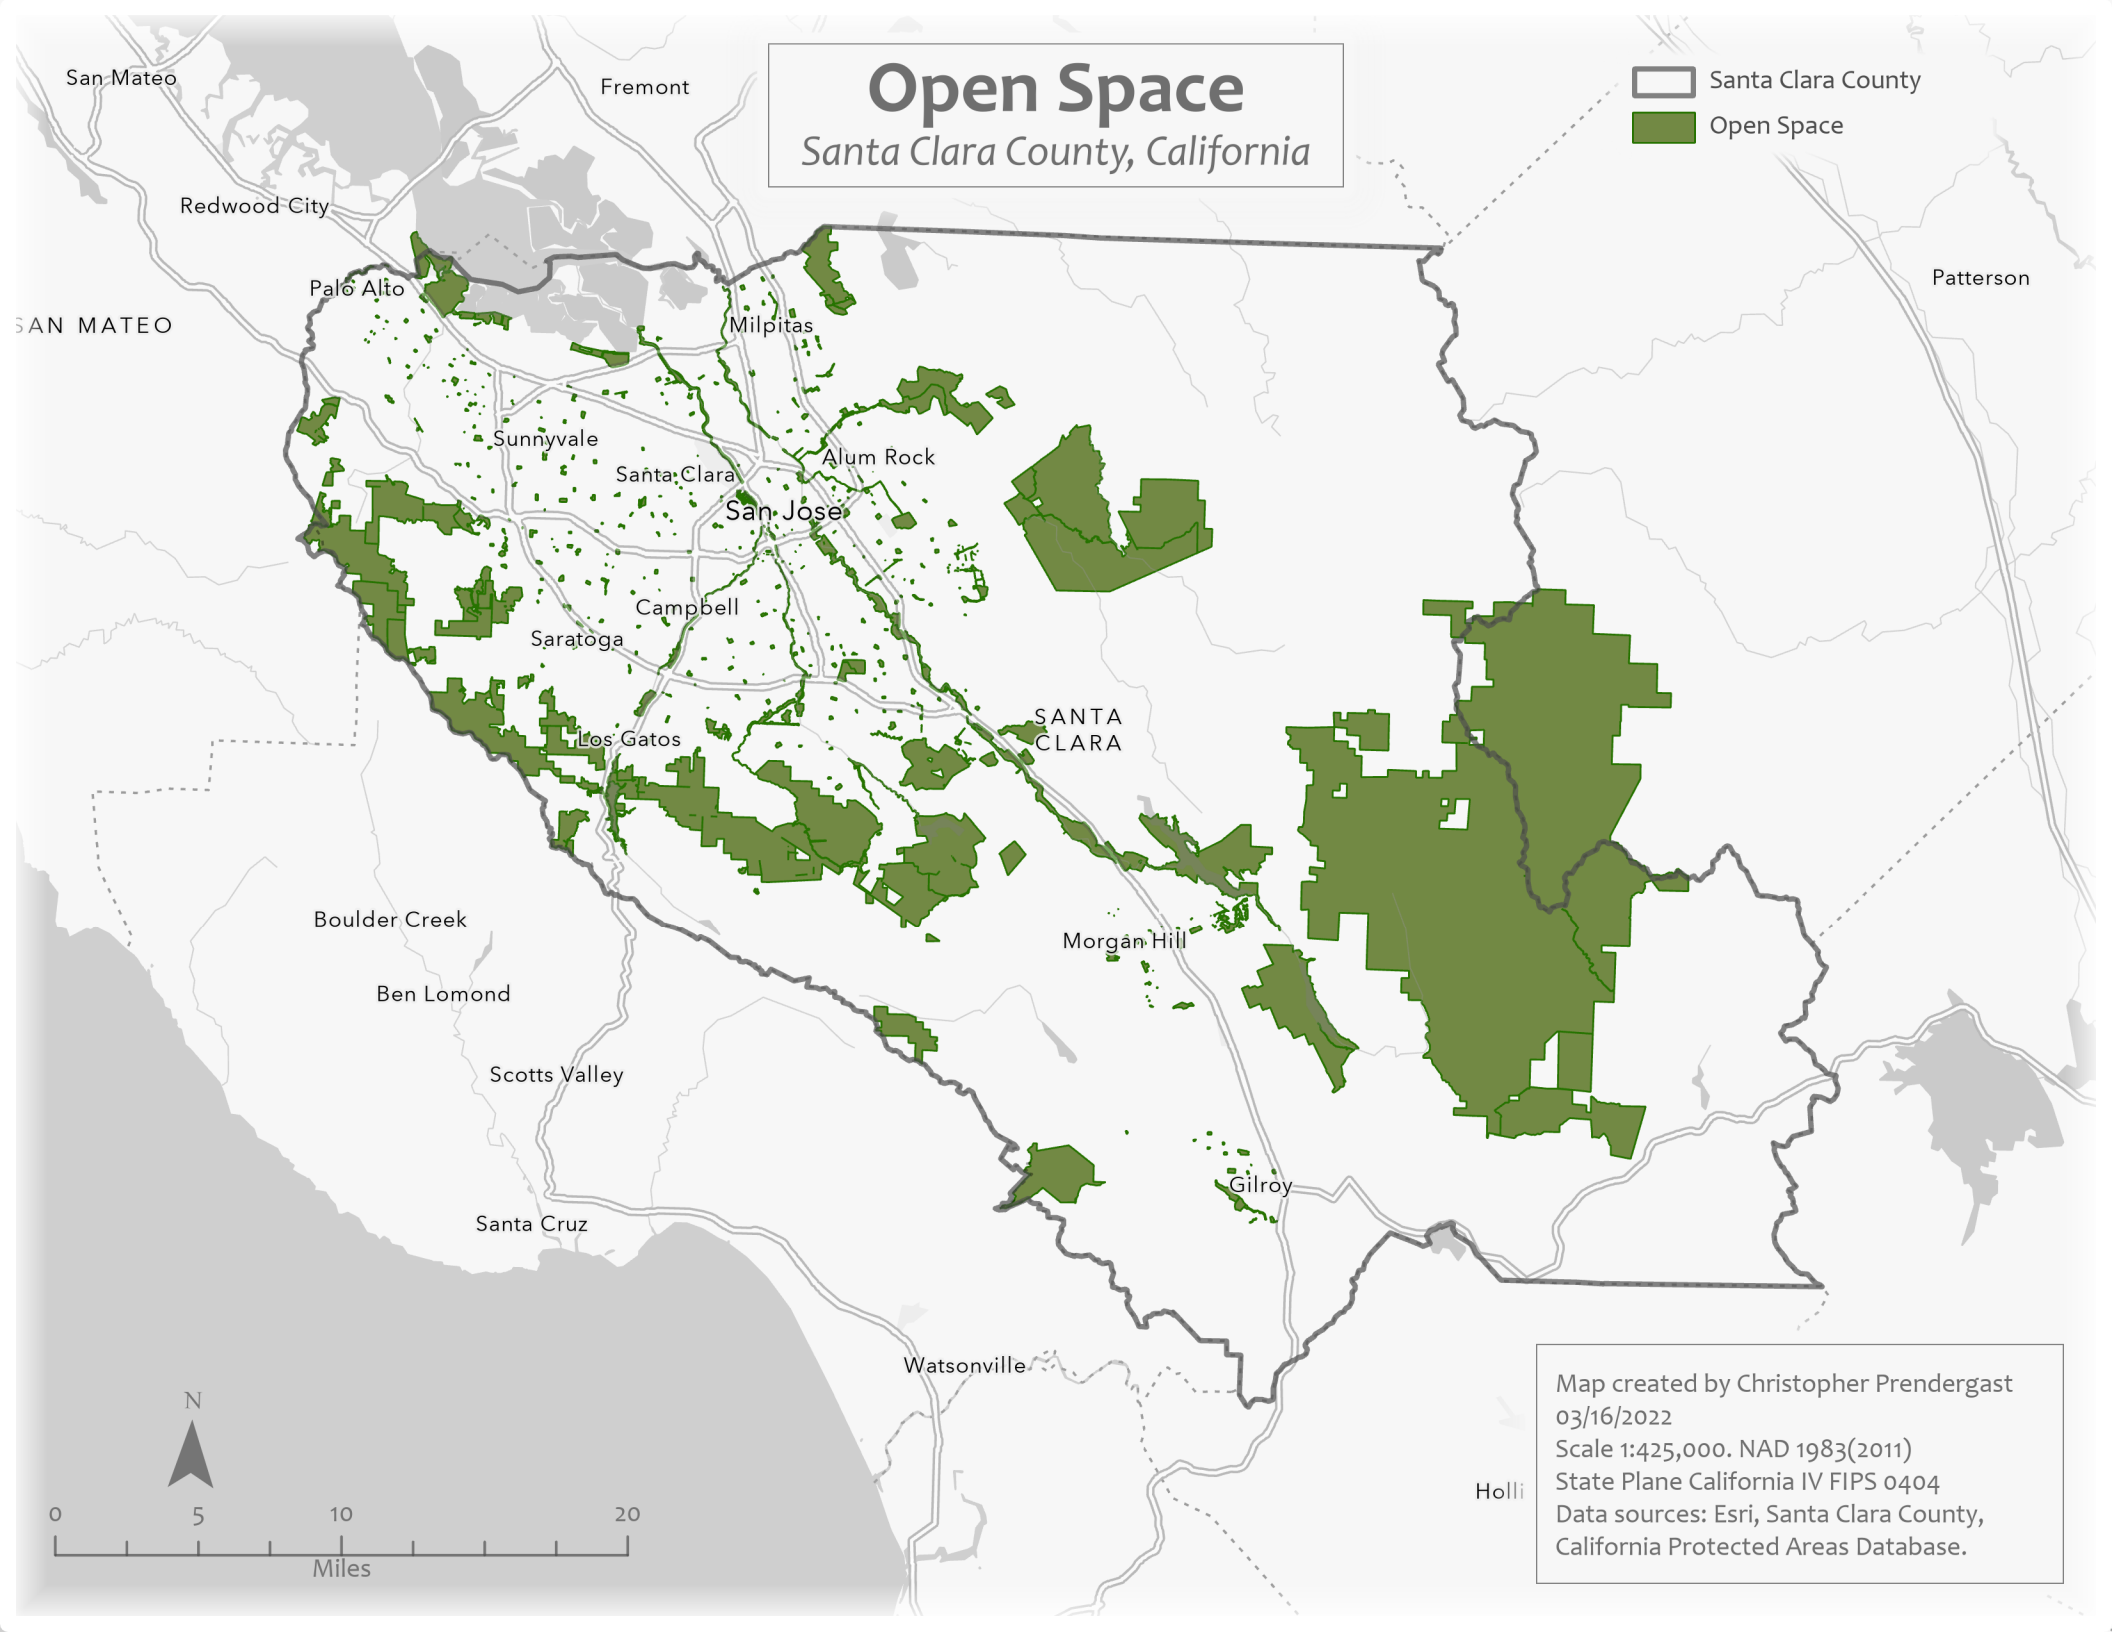 Open Space
Santa Clara County, California
Santa Clara County
Open Space
San Mateo
Fremont
Redwood City
Patterson
Palo Alto
SAN MATEO
Milpitas
Sunnyvale
Alum Rock
Santa Clara
San Jose
Campbell
Saratoga
SANTA
CLARA
Los Gatos
Boulder Creek
Morgan Hill
Ben Lomond
Scotts Valley
Gilroy
Santa Cruz
Watsonville
Holli
N
0 5 10 20
Miles
Map created by Christopher Prendergast
03/16/2022
Scale 1:425,000. NAD 1983(2011)
State Plane California IV FIPS 0404
Data sources: Esri, Santa Clara County,
California Protected Areas Database.